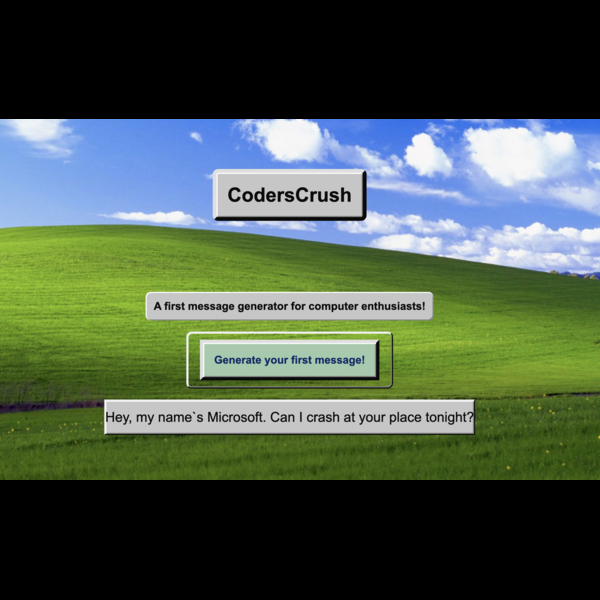 CodersCrush
A first message generator for computer enthusiasts!
Generate your first message!
Hey, my name`s Microsoft. Can I crash at your place tonight?